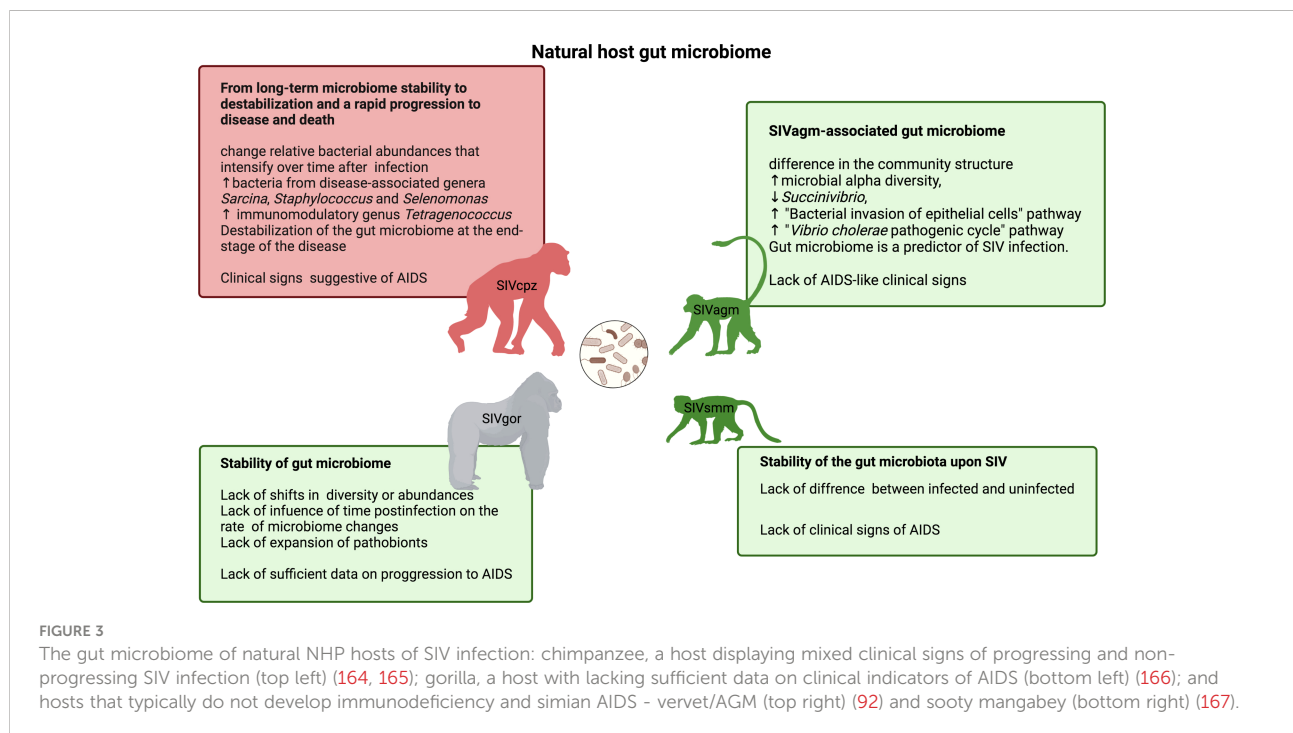 Natural host gut microbiome
From long-term microbiome stability to
destabilization and a rapid progression to
disease and death
change relative bacterial abundances that
intensify over time after infection
↑bacteria from disease-associated genera
Sarcina, Staphylococcus and Selenomonas
↑ immunomodulatory genus Tetragenococcus
Destabilization of the gut microbiome at the end-
stage of the disease
Clinical signs suggestive of AIDS
SIVcpz
SIVagm-associated gut microbiome
difference in the community structure
↑microbial alpha diversity,
↓Succinivibrio,
↑ "Bacterial invasion of epithelial cells" pathway
↑ "Vibrio cholerae pathogenic cycle" pathway
Gut microbiome is a predictor of SIV infection.
Lack of AIDS-like clinical signs
SIVagm
SIVgor
Stability of gut microbiome
Lack of shifts in diversity or abundances
Lack of infuence of time postinfection on the
rate of microbiome changes
Lack of expansion of pathobionts
Lack of sufficient data on proggression to AIDS
SIVsmm
Stability of the gut microbiota upon SIV
Lack of diffrence between infected and uninfected
Lack of clinical signs of AIDS
FIGURE 3
The gut microbiome of natural NHP hosts of SIV infection: chimpanzee, a host displaying mixed clinical signs of progressing and non-
progressing SIV infection (top left) (164, 165); gorilla, a host with lacking sufficient data on clinical indicators of AIDS (bottom left) (166); and
hosts that typically do not develop immunodeficiency and simian AIDS - vervet/AGM (top right) (92) and sooty mangabey (bottom right) (167).